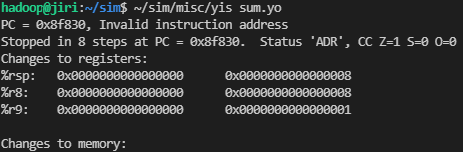 hadoop@jiri:~/sim$ ~/sim/misc/yis sum.yo
PC = 0x8f830, Invalid instruction address
Stopped in 8 steps at PC = 0x8f830.  Status 'ADR', CC Z=1 S=0 O=0
Changes to registers:
%rsp:   0x0000000000000000      0x0000000000000008
%r8:    0x0000000000000000      0x0000000000000008
%r9:    0x0000000000000000      0x0000000000000001

Changes to memory: